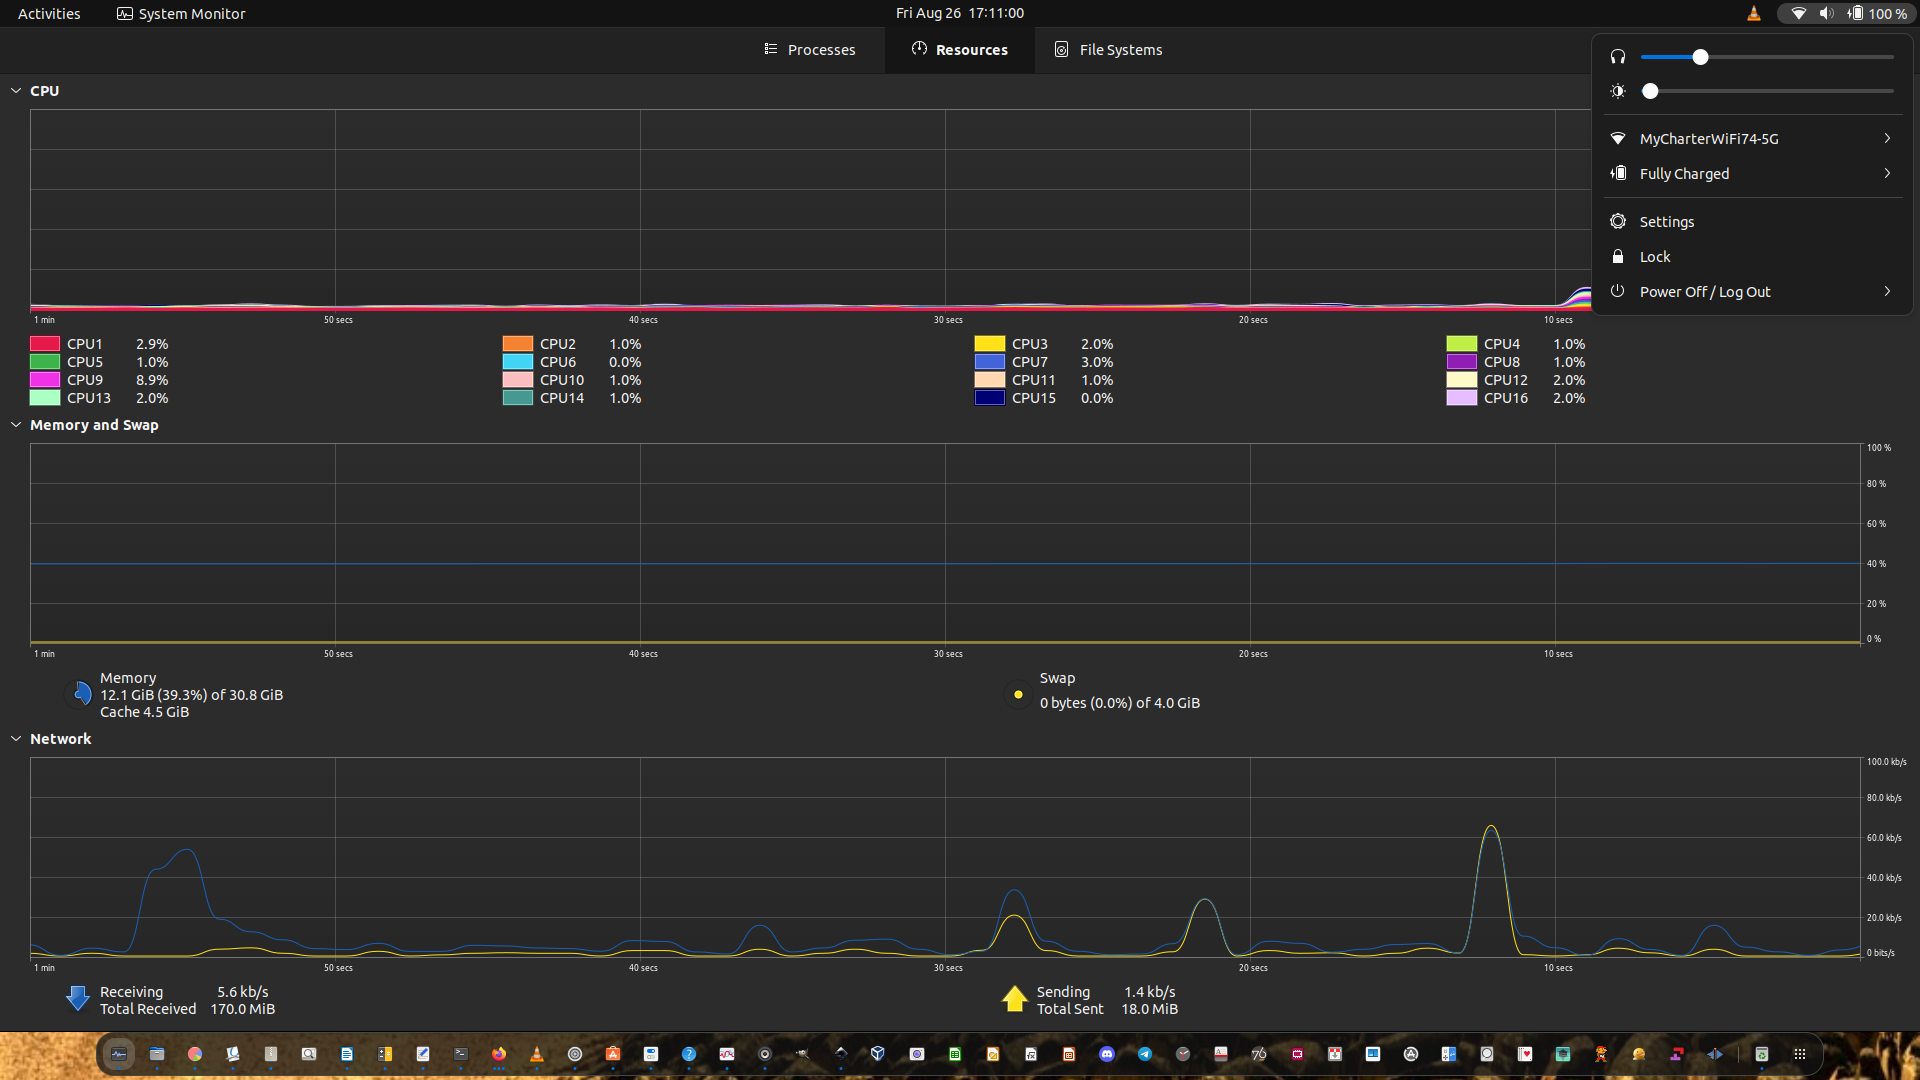 Activities
System Monitor
Fri Aug 26 17:11:00
100 %
Processes
Resources
File Systems
MyCharterWiFi74-5G
Fully Charged
Settings
Lock
Power Off / Log Out
CPU
1 min 50 secs 40 secs 30 secs 20 secs 10 secs
CPU1 2.9% CPU2 1.0% CPU3 2.0% CPU4 1.0%
CPU5 1.0% CPU6 0.0% CPU7 3.0% CPU8 1.0%
CPU9 8.9% CPU10 1.0% CPU11 1.0% CPU12 2.0%
CPU13 2.0% CPU14 1.0% CPU15 0.0% CPU16 2.0%
Memory and Swap
100 %
80 %
60 %
40 %
20 %
0 %
1 min 50 secs 40 secs 30 secs 20 secs 10 secs
Memory
12.1 GiB (39.3%) of 30.8 GiB
Cache 4.5 GiB
Swap
0 bytes (0.0%) of 4.0 GiB
Network
100.0 kb/s
80.0 kb/s
60.0 kb/s
40.0 kb/s
20.0 kb/s
0 bits/s
1 min 50 secs 40 secs 30 secs 20 secs 10 secs
Receiving 5.6 kb/s
Total Received 170.0 MiB
Sending 1.4 kb/s
Total Sent 18.0 MiB
76